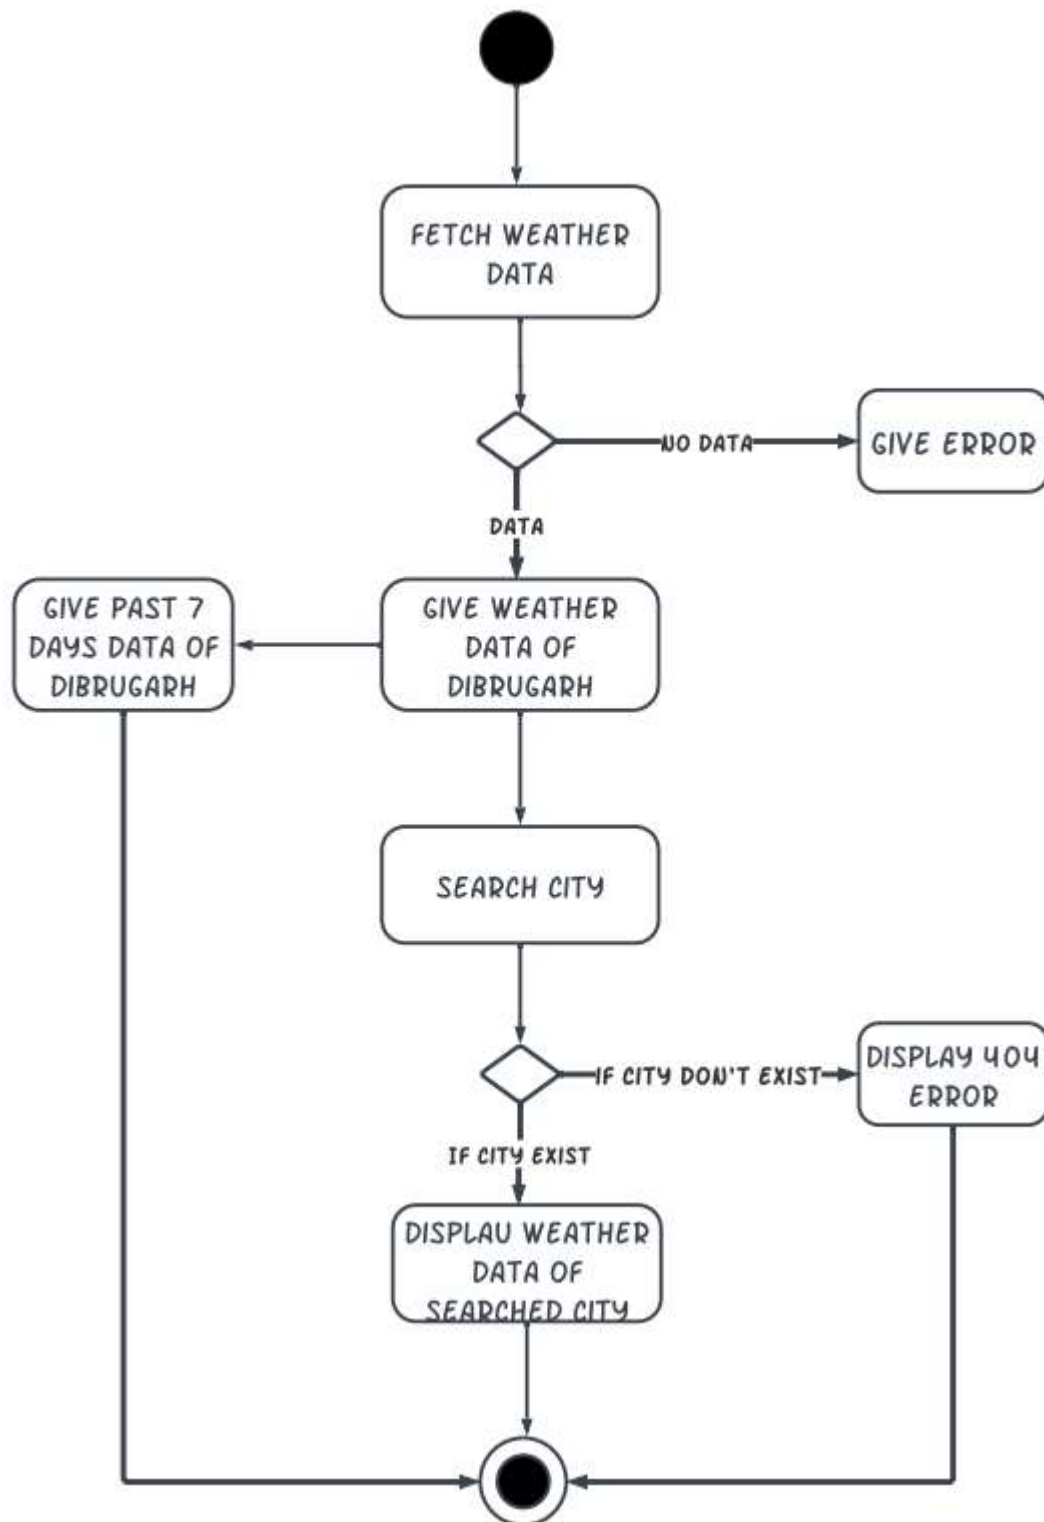 FETCH WEATHER
DATA
NO DATA
GIVE ERROR
DATA
GIVE PAST 7
DAYS DATA OF
DIBRUGARH
GIVE WEATHER
DATA OF
DIBRUGARH
SEARCH CITY
IF CITY DON'T EXIST
DISPLAY 404
ERROR
IF CITY EXIST
DISPLAU WEATHER
DATA OF
SEARCHED CITY